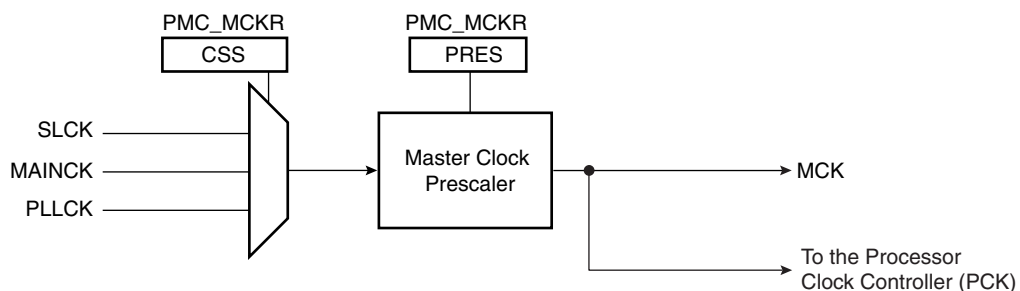 PMC_MCKR
PMC_MCKR
CSS
PRES
SLCK
MAINCK
PLLCK
Master Clock
Prescaler
MCK
To the Processor
Clock Controller (PCK)